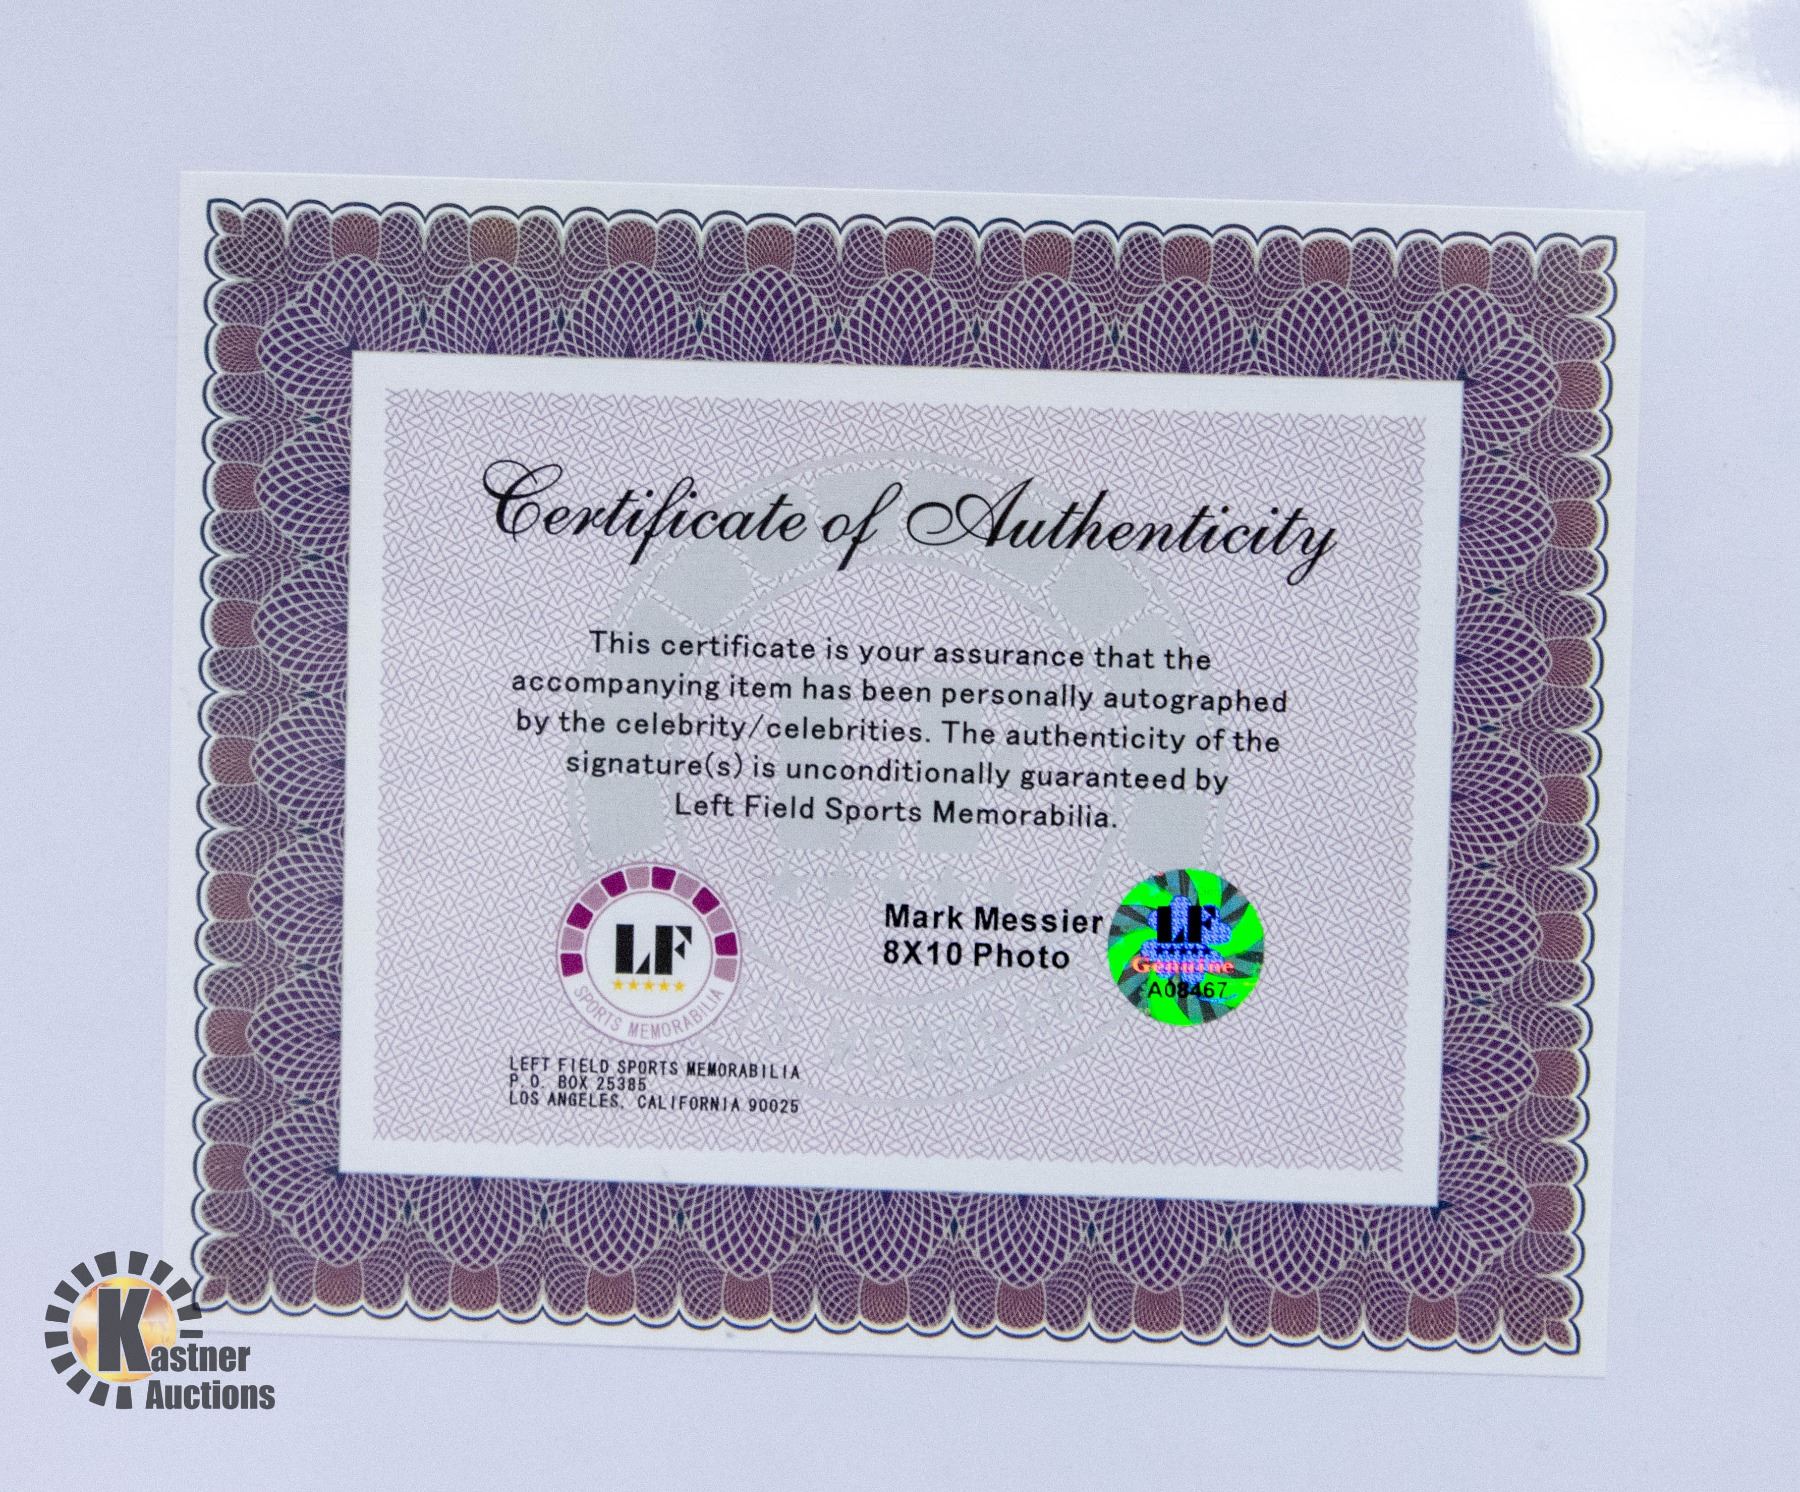 Certificate of Authenticity
This certificate is your assurance that the
accompanying item has been personally autographed
by the celebrity/celebrities. The authenticity of the
signature(s) is unconditionally guaranteed by
Left Field Sports Memorabilia.
LF
SPORTS MEMORABILIA
Mark Messier
8X10 Photo
LF
Genuine
A08467
LEFT FIELD SPORTS MEMORABILIA
P.O. BOX 25385
LOS ANGELES, CALIFORNIA 90025
Kastner
Auctions